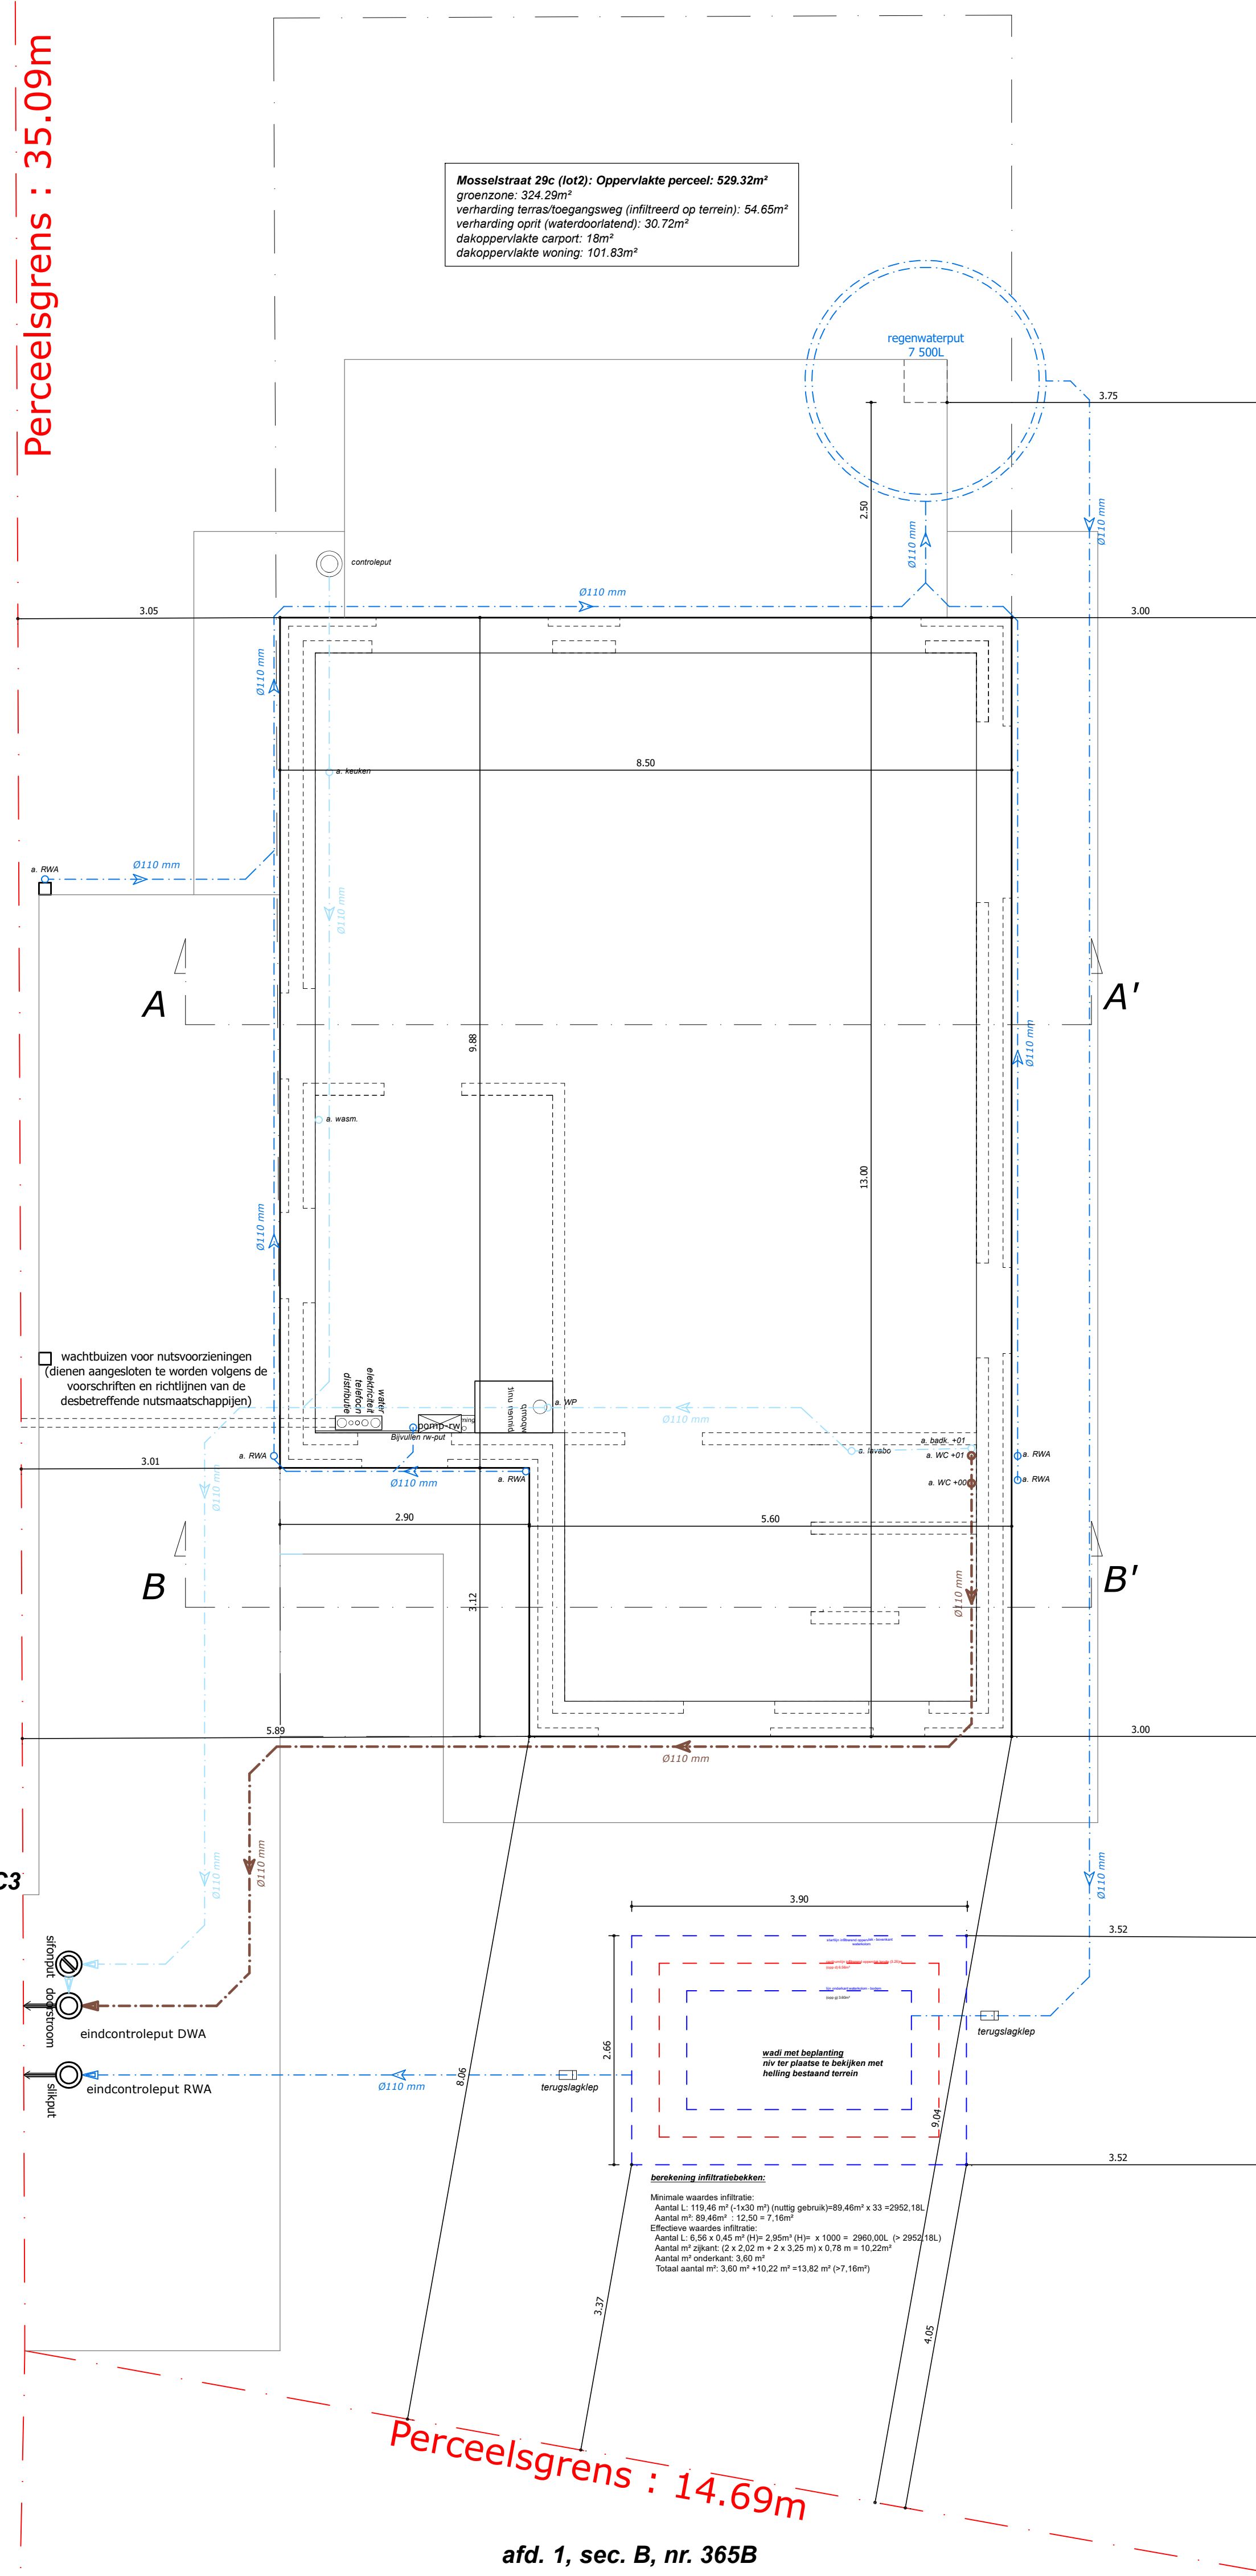 Perceelsgrens : 35.09m
Mosselstraat 29c (lot2): Oppervlakte perceel: 529.32m²
groenzone: 324.29m²
verharding terras/toegangsweg (infiltreerd op terrein): 54.65m²
verharding oprit (waterdoorlatend): 30.72m²
dakoppervlakte carport: 18m²
dakoppervlakte woning: 101.83m²
regenwaterput
7 500L
3.75
2.50
Ø110 mm
Ø110 mm
controleput
Ø110 mm
3.05
3.00
Ø110 mm
8.50
a. keuken
a. RWA
Ø110 mm
Ø110 mm
A
A'
9.88
Ø110 mm
a. wasm.
13.00
Ø110 mm
wachtbuizen voor nutsvoorzieningen
(dienen aangesloten te worden volgens de
voorschriften en richtlijnen van de
desbetreffende nutsmaatschappijen)
water
elektriciteit
telefoon
distributie
pomp-rw
Bijvullen rw-put
warmtepomp
binnen unit
a. WP
Ø110 mm
a. lavabo
a. badk. +01
a. WC +01
a. WC +00
a. RWA
a. RWA
a. RWA
3.01
Ø110 mm
Ø110 mm
a. RWA
2.90
5.60
B
B'
3.12
Ø110 mm
5.89
3.00
Ø110 mm
Ø110 mm
Ø110 mm
Ø110 mm
C3
3.90
3.52
sifonput
doorstroom
eindcontroleput DWA
eindcontroleput RWA
slikput
Ø110 mm
8.06
terugslagklep
2.66
wadi met beplanting
niv ter plaatse te bekijken met
helling bestaand terrein
terugslagklep
9.04
3.52
berekening infiltratiebekken:
Minimale waardes infiltratie:
Aantal L: 119,46 m² (-1x30 m²) (nuttig gebruik)=89,46m² x 33 =2952,18L
Aantal m²: 89,46m² : 12,50 = 7,16m²
Effectieve waardes infiltratie:
Aantal L: 6,56 x 0,45 m² (H)= 2,95m³ (H)= x 1000 = 2960,00L (> 2952,18L)
Aantal m² zijkant: (2 x 2,02 m + 2 x 3,25 m) x 0,78 m = 10,22m²
Aantal m² onderkant: 3,60 m²
Totaal aantal m²: 3,60 m² +10,22 m² =13,82 m² (>7,16m²)
3.37
4.05
Perceelsgrens : 14.69m
afd. 1, sec. B, nr. 365B